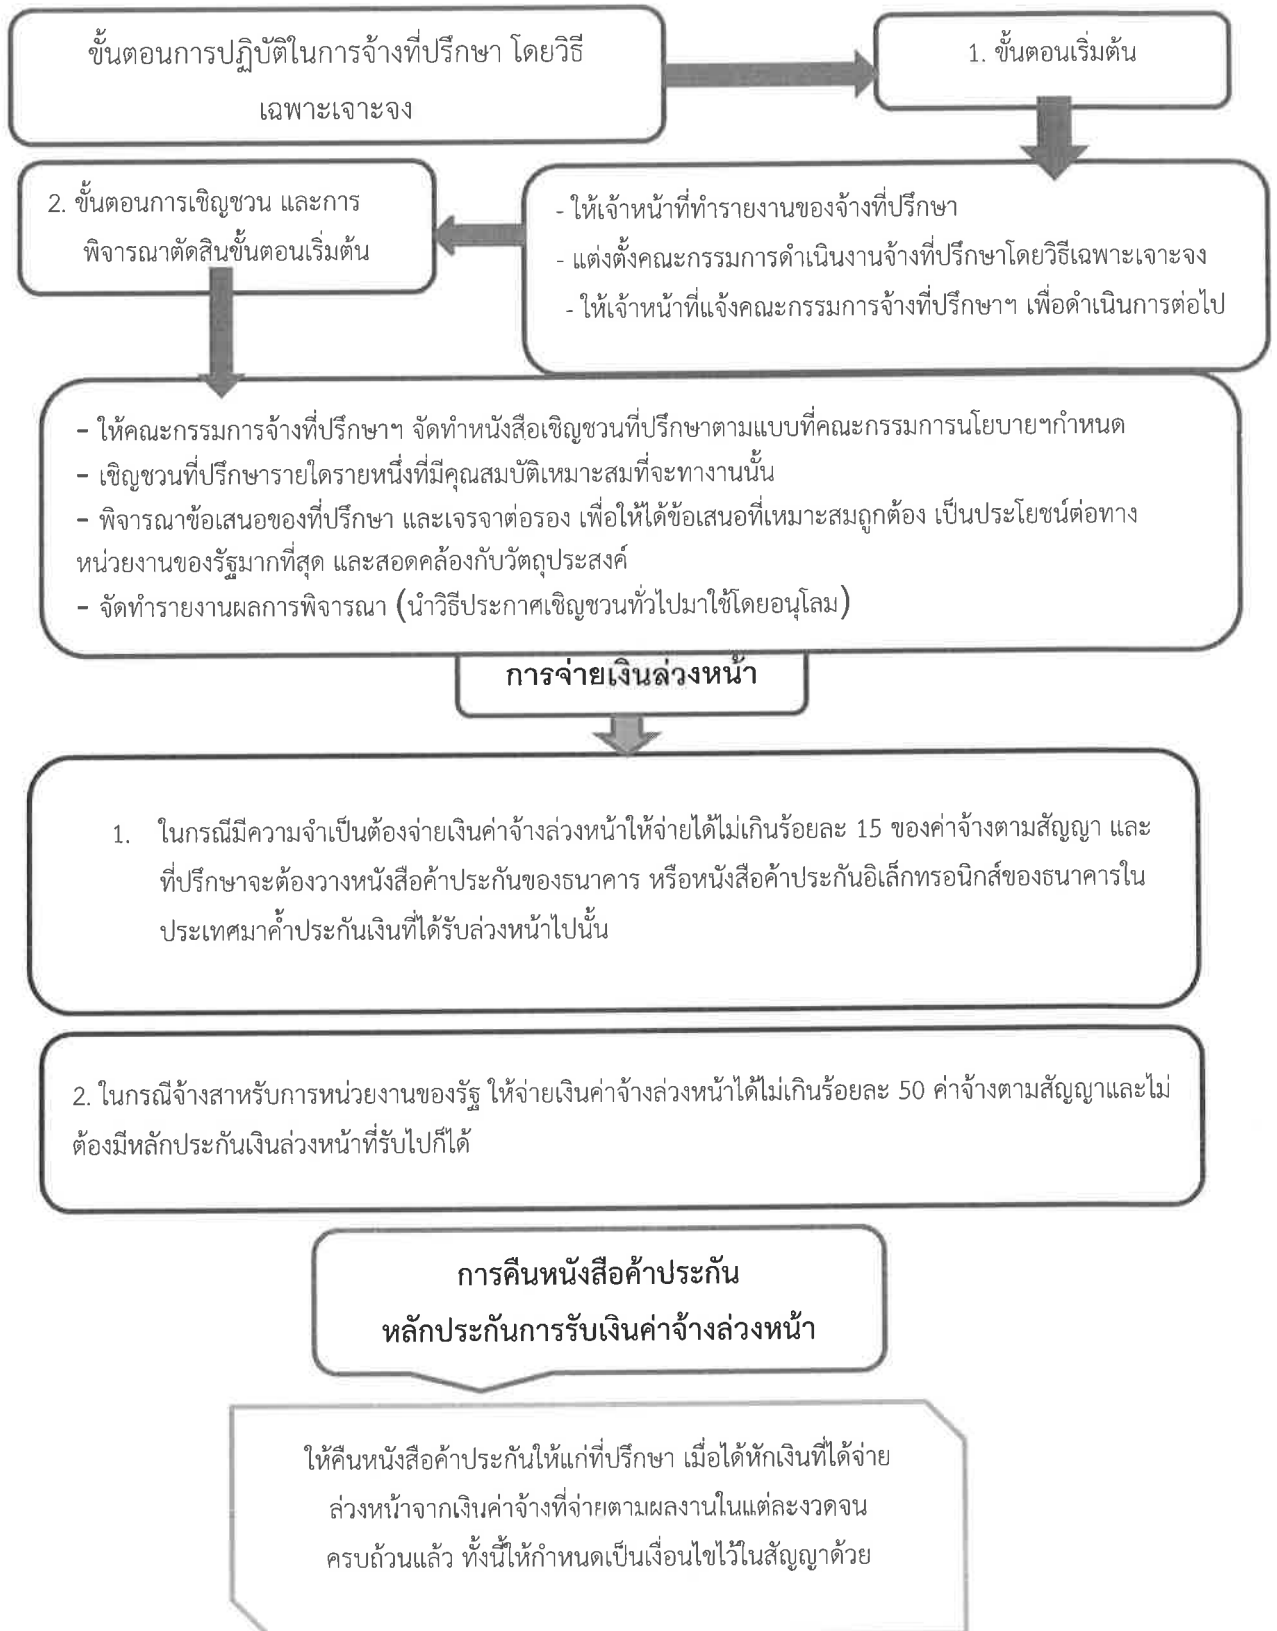 ขั้นตอนการปฏิบัติในการจ้างที่ปรึกษา โดยวิธี
เฉพาะเจาะจง
1. ขั้นตอนเริ่มต้น
- ให้เจ้าหน้าที่ทำรายงานของจ้างที่ปรึกษา
- แต่งตั้งคณะกรรมการดำเนินงานจ้างที่ปรึกษาโดยวิธีเฉพาะเจาะจง
- ให้เจ้าหน้าที่แจ้งคณะกรรมการจ้างที่ปรึกษาฯ เพื่อดำเนินการต่อไป
2. ขั้นตอนการเชิญชวน และการ
พิจารณาตัดสินขั้นตอนเริ่มต้น
- ให้คณะกรรมการจ้างที่ปรึกษาฯ จัดทำหนังสือเชิญชวนที่ปรึกษาตามแบบที่คณะกรรมการนโยบายฯกำหนด
- เชิญชวนที่ปรึกษารายใดรายหนึ่งที่มีคุณสมบัติเหมาะสมที่จะทางานนั้น
- พิจารณาข้อเสนอของที่ปรึกษา และเจรจาต่อรอง เพื่อให้ได้ข้อเสนอที่เหมาะสมถูกต้อง เป็นประโยชน์ต่อทาง
หน่วยงานของรัฐมากที่สุด และสอดคล้องกับวัตถุประสงค์
- จัดทำรายงานผลการพิจารณา (นำวิธีประกาศเชิญชวนทั่วไปมาใช้โดยอนุโลม)
การจ่ายเงินล่วงหน้า
1. ในกรณีมีความจำเป็นต้องจ่ายเงินค่าจ้างล่วงหน้าให้จ่ายได้ไม่เกินร้อยละ 15 ของค่าจ้างตามสัญญา และ
ที่ปรึกษาจะต้องวางหนังสือค้าประกันของธนาคาร หรือหนังสือค้าประกันอิเล็กทรอนิกส์ของธนาคารใน
ประเทศมาค้ำประกันเงินที่ได้รับล่วงหน้าไปนั้น
2. ในกรณีจ้างสาหรับการหน่วยงานของรัฐ ให้จ่ายเงินค่าจ้างล่วงหน้าได้ไม่เกินร้อยละ 50 ค่าจ้างตามสัญญาและไม่
ต้องมีหลักประกันเงินล่วงหน้าที่รับไปก็ได้
การคืนหนังสือค้าประกัน
หลักประกันการรับเงินค่าจ้างล่วงหน้า
ให้คืนหนังสือค้าประกันให้แก่ที่ปรึกษา เมื่อได้หักเงินที่ได้จ่าย
ล่วงหน้าจากเงินค่าจ้างที่จ่ายตามผลงานในแต่ละงวดจน
ครบถ้วนแล้ว ทั้งนี้ให้กำหนดเป็นเงื่อนไขไว้ในสัญญาด้วย